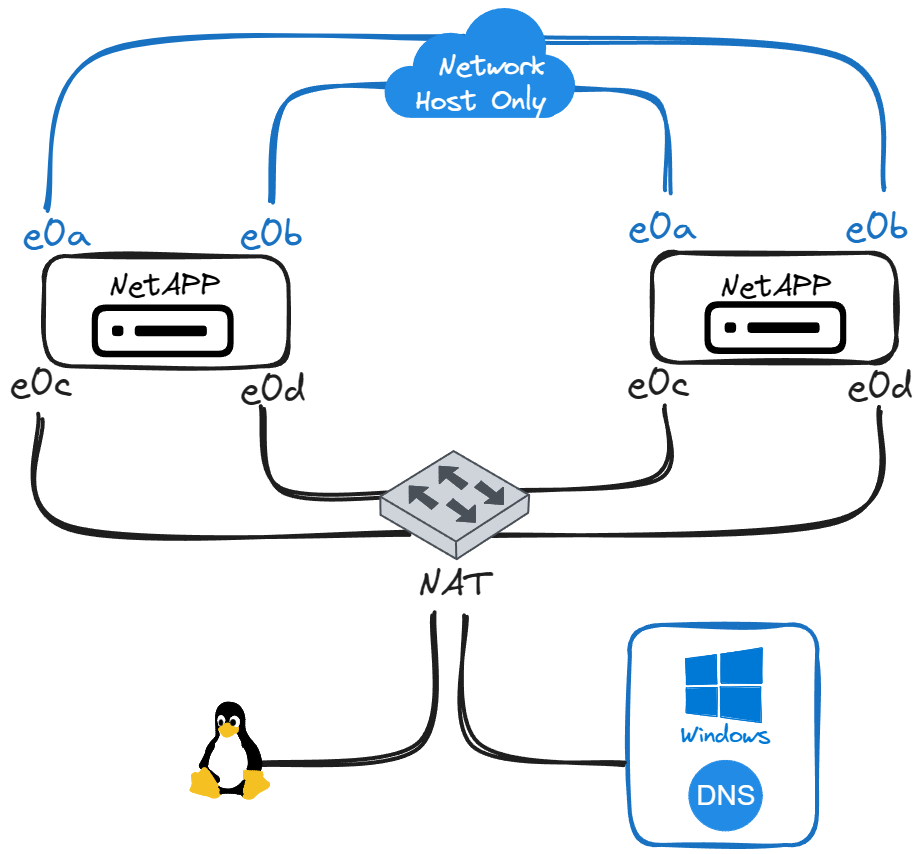 Network
Host Only
e0a
e0b
e0a
e0b
NetAPP
NetAPP
e0c
e0d
e0c
e0d
NAT
Windows
DNS